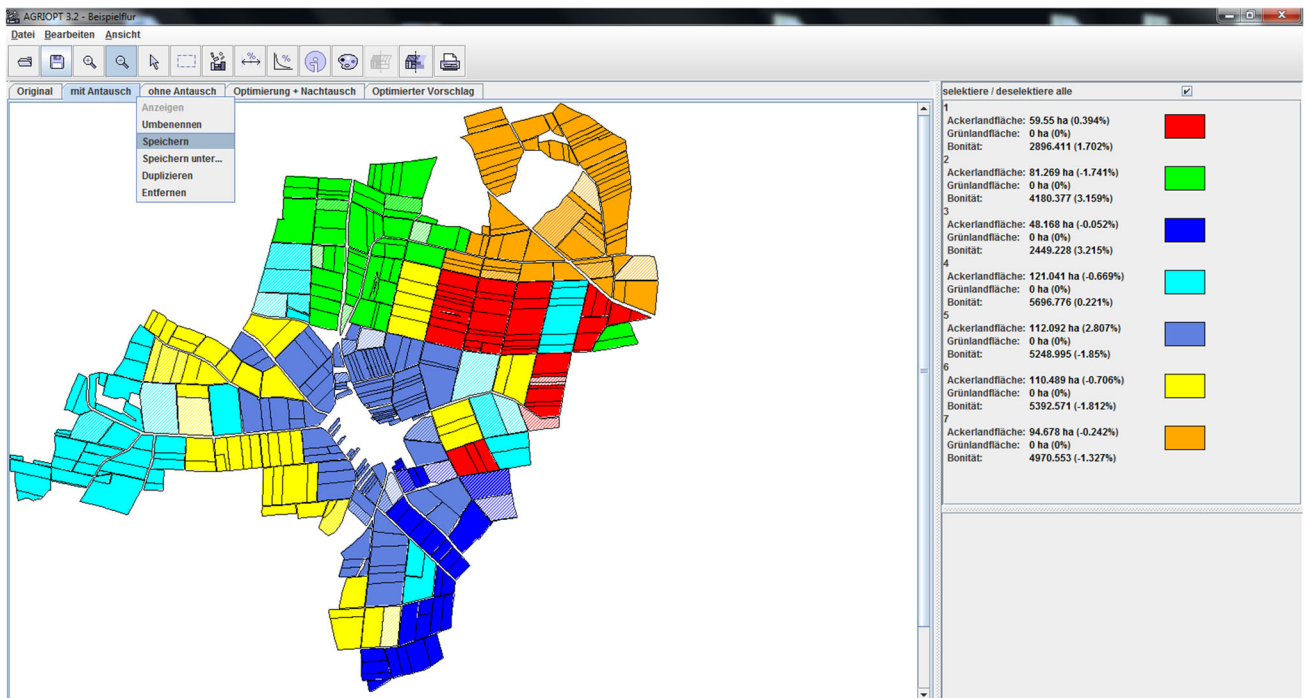 AGRIOPT 3.2 - Beispielflur
Datei Bearbeiten Ansicht
Original mit Antausch ohne Antausch Optimierung + Nachtausch Optimierter Vorschlag
Anzeigen
Umbenennen
Speichern
Speichern unter...
Duplizieren
Entfernen
selektiere / deselektiere alle
1
Ackerlandfläche: 59.55 ha (0.394%)
Grünlandfläche: 0 ha (0%)
Bonität: 2896.411 (1.702%)
2
Ackerlandfläche: 81.269 ha (-1.741%)
Grünlandfläche: 0 ha (0%)
Bonität: 4180.377 (3.159%)
3
Ackerlandfläche: 48.168 ha (-0.052%)
Grünlandfläche: 0 ha (0%)
Bonität: 2449.228 (3.215%)
4
Ackerlandfläche: 121.041 ha (-0.669%)
Grünlandfläche: 0 ha (0%)
Bonität: 5696.776 (0.221%)
5
Ackerlandfläche: 112.092 ha (2.807%)
Grünlandfläche: 0 ha (0%)
Bonität: 5248.995 (-1.85%)
6
Ackerlandfläche: 110.489 ha (-0.706%)
Grünlandfläche: 0 ha (0%)
Bonität: 5392.571 (-1.812%)
7
Ackerlandfläche: 94.678 ha (-0.242%)
Grünlandfläche: 0 ha (0%)
Bonität: 4970.553 (-1.327%)